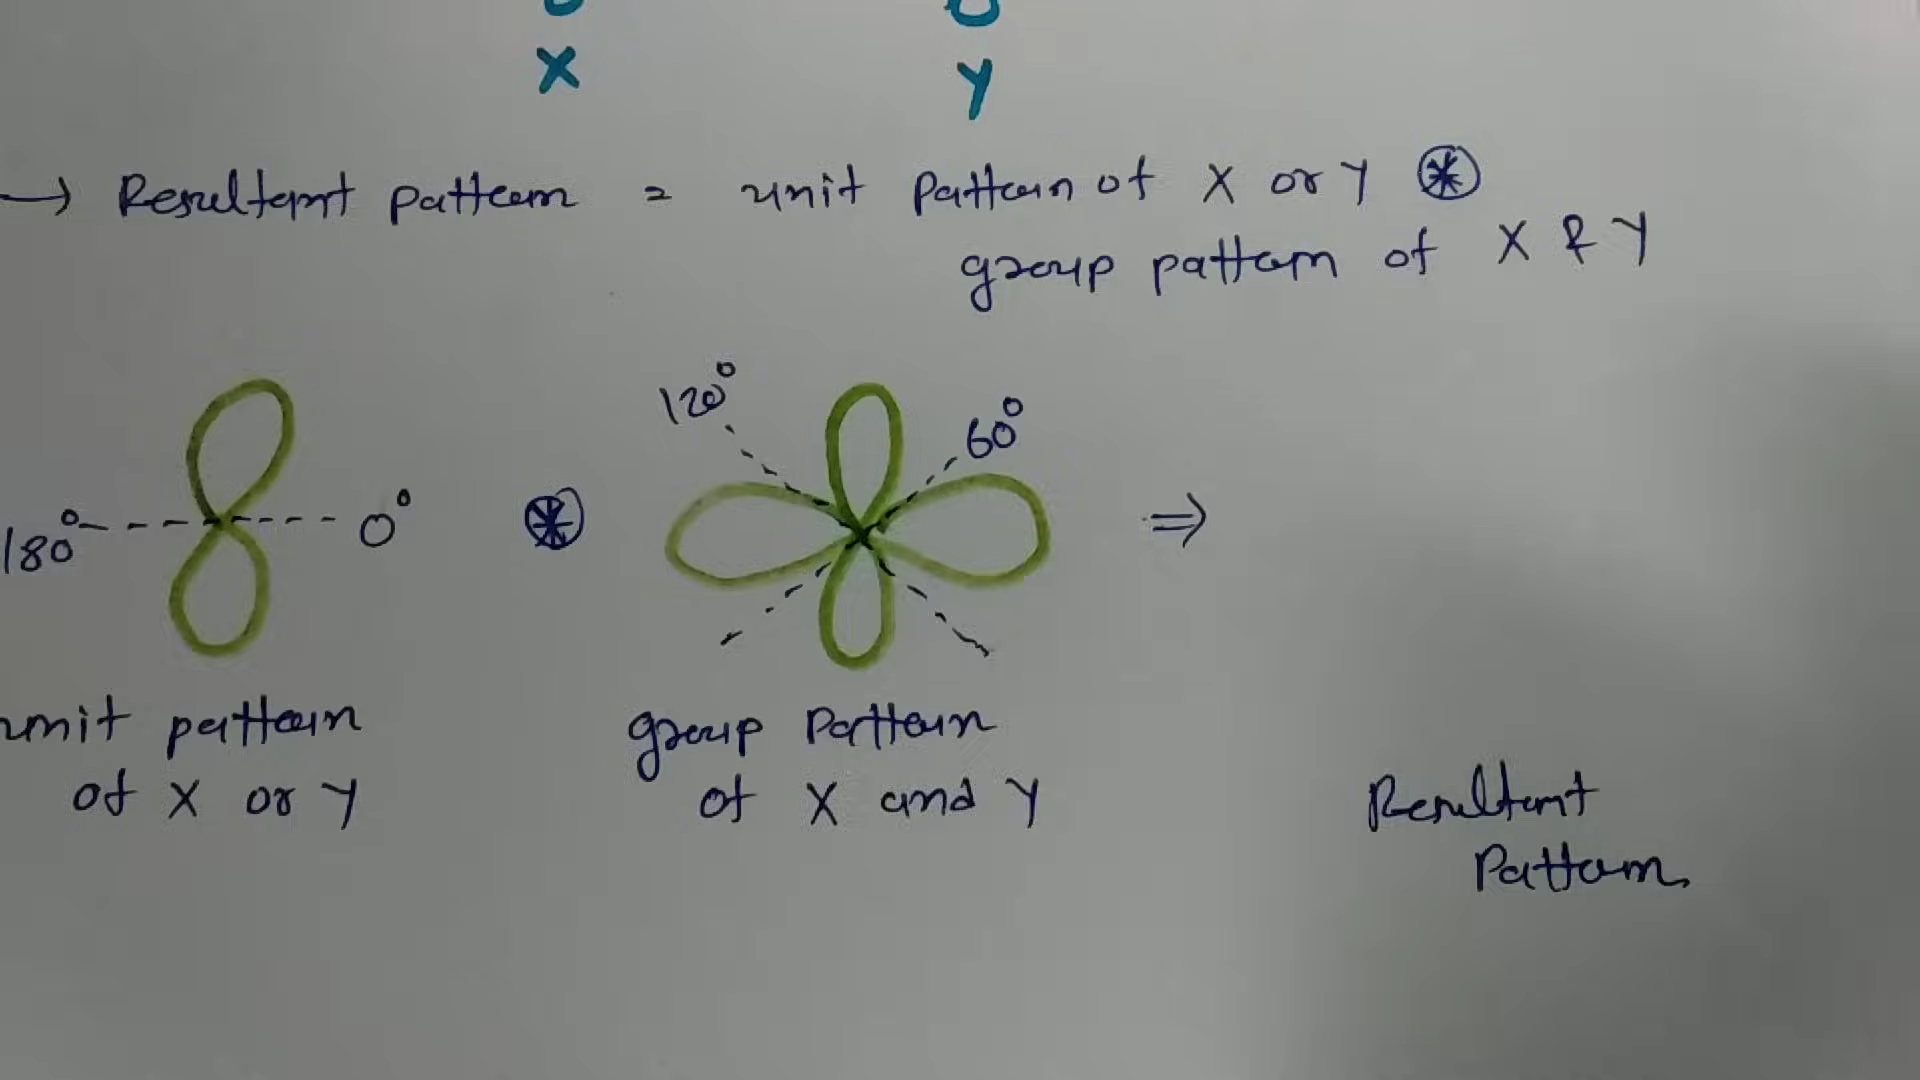 X Y
→ Resultant pattern = unit pattern of X or Y ⊛
group pattern of X & Y
120°
60°
180° 0° ⊛ ⇒
unit pattern group pattern
of X or Y of X and Y Resultant
Pattern